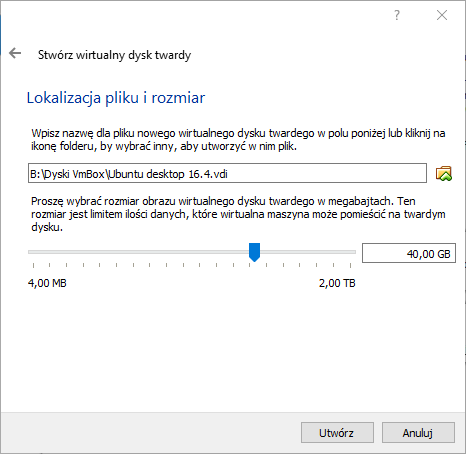 ?
Stwórz wirtualny dysk twardy
Lokalizacja pliku i rozmiar
Wpisz nazwę dla pliku nowego wirtualnego dysku twardego w polu poniżej lub kliknij na
ikonę folderu, by wybrać inny, aby utworzyć w nim plik.
B:\Dyski VmBox\Ubuntu desktop 16.4.vdi
Proszę wybrać rozmiar obrazu wirtualnego dysku twardego w megabajtach. Ten
rozmiar jest limitem ilości danych, które wirtualna maszyna może pomieścić na twardym
dysku.
40,00 GB
4,00 MB 2,00 TB
Utwórz Anuluj